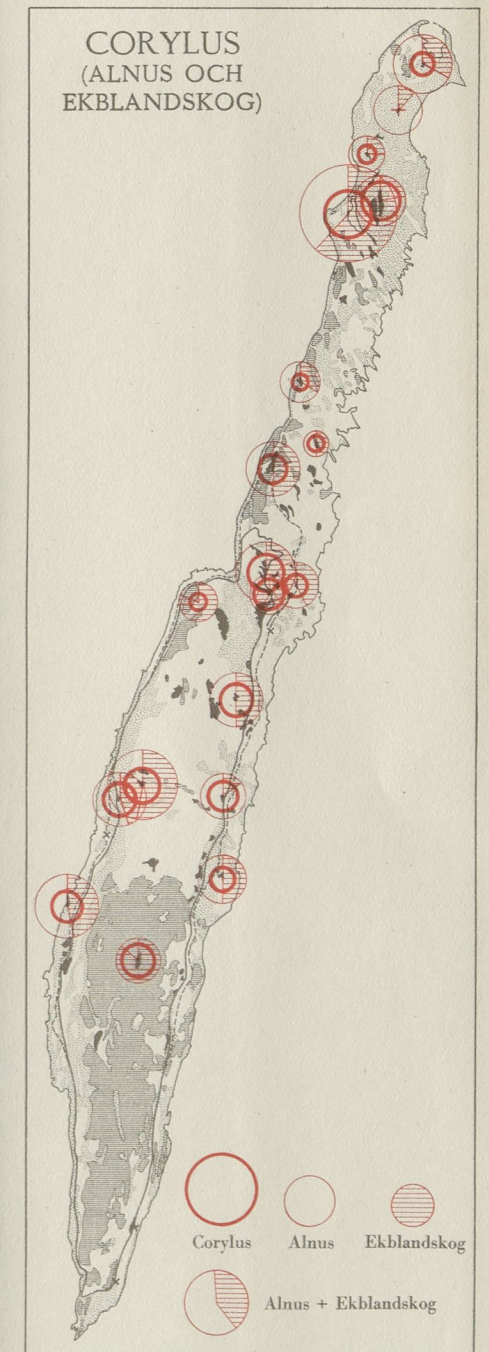 CORYLUS
(ALNUS OCH
EKBLANDSKOG)
Corylus
Alnus
Ekblandskog
Alnus + Ekblandskog